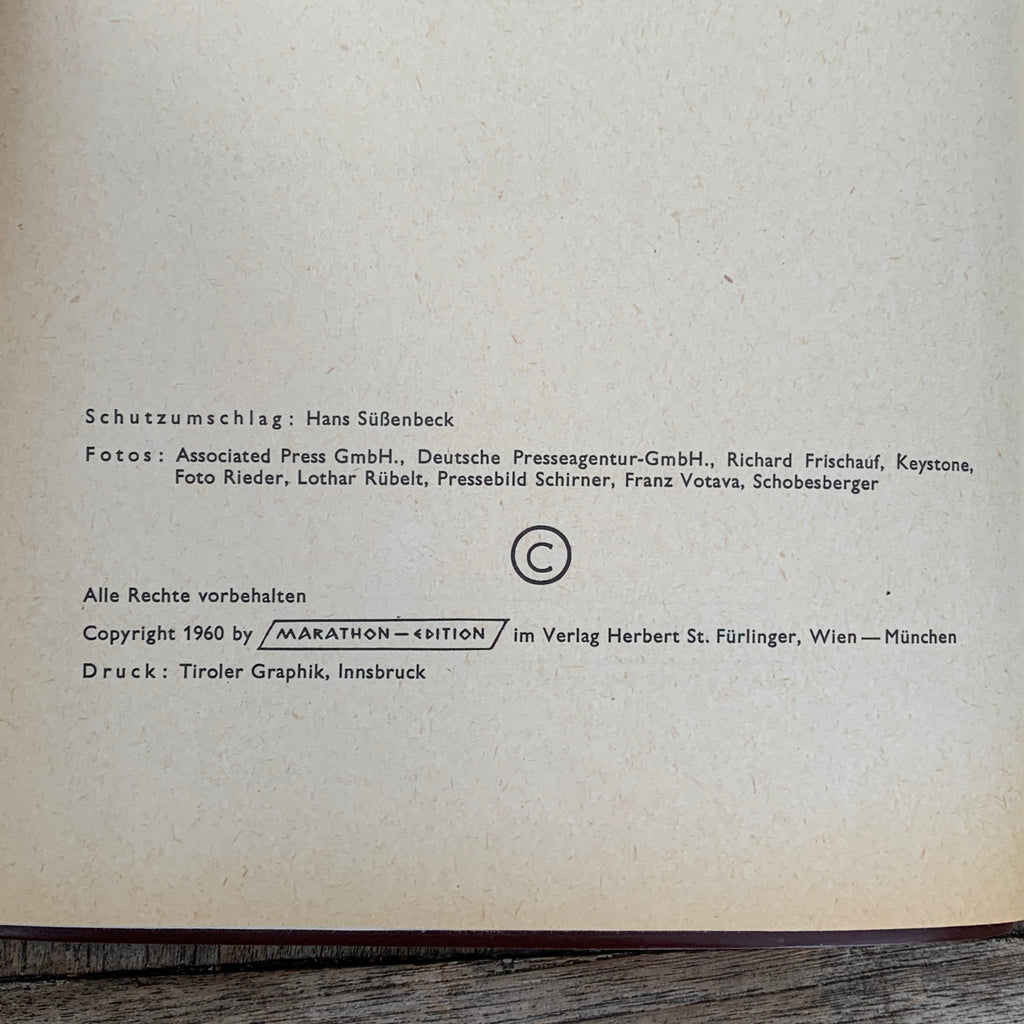 Schutzumschlag: Hans Süßenbeck
Fotos: Associated Press GmbH., Deutsche Presseagentur-GmbH., Richard Frischauf, Keystone,
Foto Rieder, Lothar Rübelt, Pressebild Schirner, Franz Votava, Schobesberger
©
Alle Rechte vorbehalten
Copyright 1960 by MARATHON—EDITION im Verlag Herbert St. Fürlinger, Wien—München
Druck: Tiroler Graphik, Innsbruck